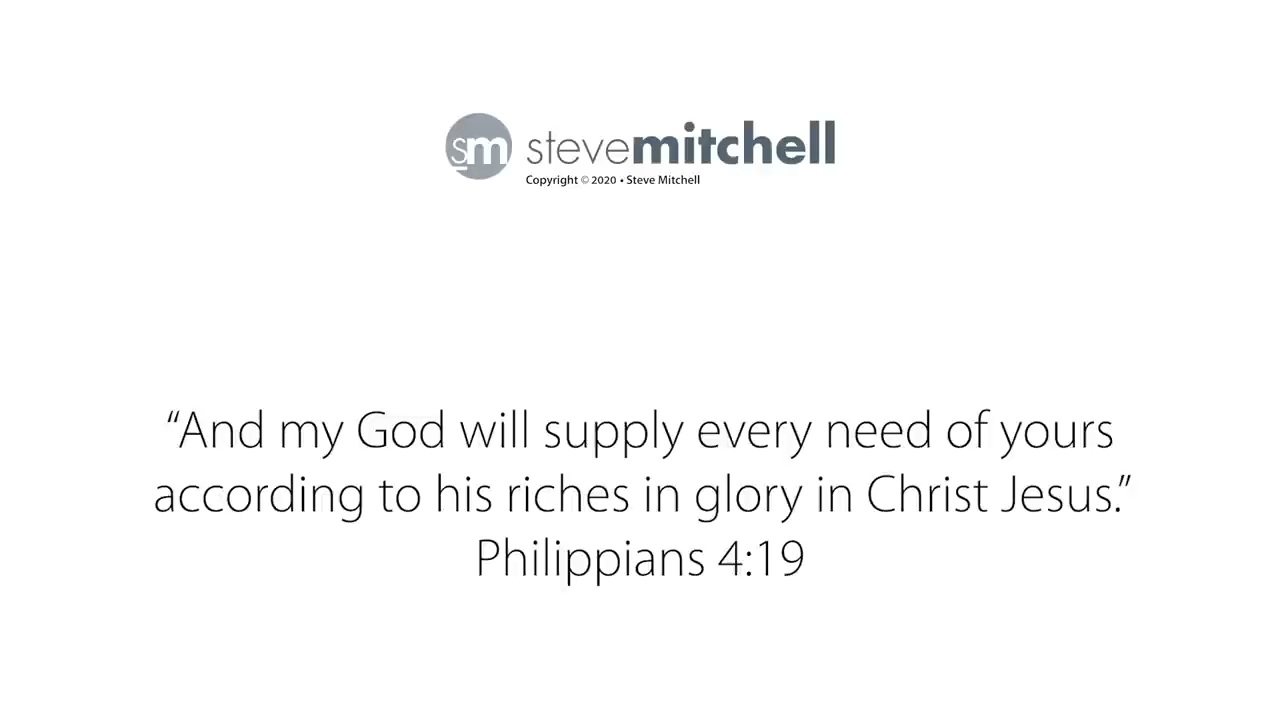 sm stevemitchell
Copyright © 2020 • Steve Mitchell
“And my God will supply every need of yours
according to his riches in glory in Christ Jesus.”
Philippians 4:19